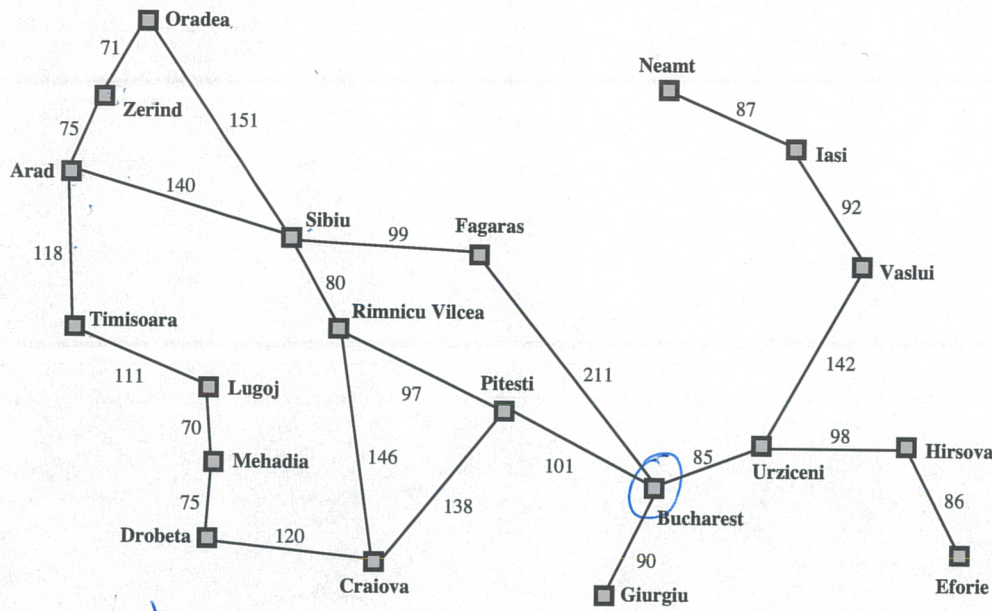 Oradea
71
Neamt
Zerind
87
151
75
Iasi
Arad
140
92
Sibiu
Fagaras
99
118
Vaslui
80
Timisoara
Rimnicu Vilcea
142
111
Lugoj
97
Pitesti
211
70
98
Hirsova
Mehadia
146
101
85
Urziceni
75
138
Bucharest
86
Drobeta
120
90
Craiova
Giurgiu
Eforie